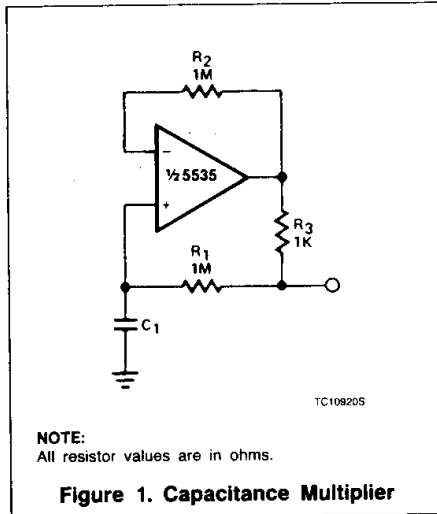 R2
1M
−
½ 5535
+
R3
1K
R1
1M
C1
TC10920S
NOTE:
All resistor values are in ohms.
Figure 1. Capacitance Multiplier